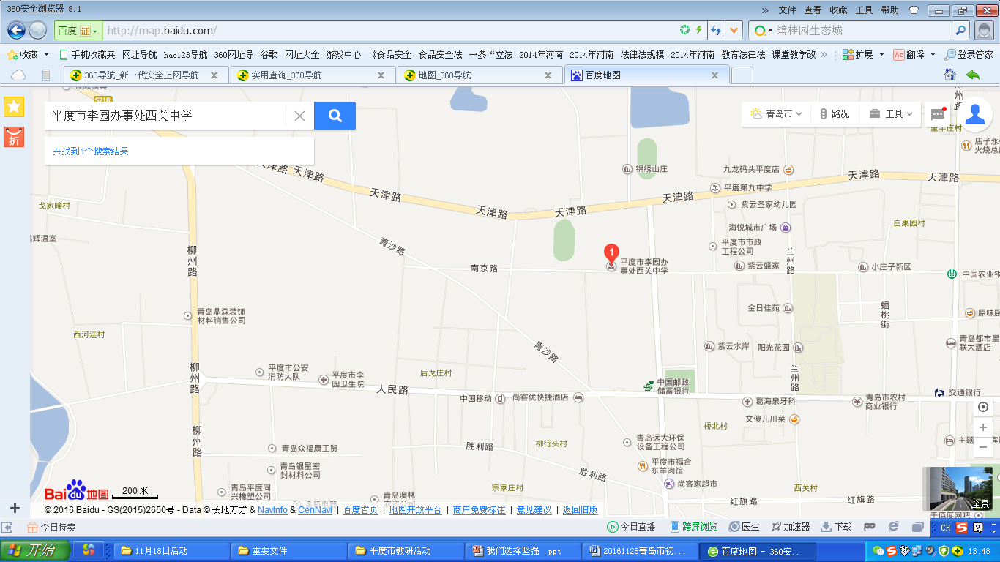 360安全浏览器 8.1
» 文件 查看 收藏 工具 帮助
百度 证 http://map.baidu.com/
碧桂园生态城
收藏 手机收藏夹 网址导航 hao123导航 360网址导 谷歌 网址大全 游戏中心 《食品安全 食品安全法 一条“立法 2014年河南 2014年河南 法律法规模 2014年河南 教育法律法 课堂教学改 » 扩展 Aa 翻译 登录管家
360导航_新一代安全上网导航
实用查询_360导航
地图_360导航
百度地图
折
S218
平度市李园办事处西关中学
共找到1个搜索结果
青岛市 路况 工具
店子永
火烧总店
锦绣山庄
九龙码头平度店
平度第九中学
天津路 天津路
天津路
天津路
天津路
天津路
天津路
天津路
戈家疃村
紫云圣家幼儿园
白果园村
海悦城市广场
平度市市政
工程公司
青沙路
柳州路
1
平度市李园办
事处西关中学
南京路
紫云盛家
兰州路
小庄子新区
中国农业银
金日佳苑
蟠桃街
原味厨
青岛鼎森装饰
材料销售公司
西河洼村
青沙路
紫云水岸
阳光花园
青岛都市星
联大酒店
柳州路
平度市公安
消防大队
平度市李
园卫生院
后戈庄村
兰州路
人民路
中国移动
尚客优快捷酒店
中国邮政
储蓄银行
葛海泉牙科
青岛市农村
商业银行
交通银行
文傻儿川菜
桥北村
柳州路
青岛众福康工贸
胜利路
柳行头村
青岛远大环保
设备工程公司
青岛银星密
封材料公司
平度市福合
东羊肉馆
胜利路
尚客家超市
青岛平度同
兴橡塑公司
宗家庄村
西关村
青岛澳林
红旗路
红旗路
全景
Bai 地图 200 米
© 2016 Baidu - GS(2015)2650号 - Data © 长地万方 & NavInfo & CenNavi | 百度首页 | 地图开放平台 | 商户免费标注 | 意见建议 | 返回旧版
千佰度网吧
今日特卖
今日直播 跨屏浏览 医生 加速器 下载
CH
开始
11月18日活动
重要文件
平度市教研活动
我们选择坚强 .ppt
20161125青岛市初...
百度地图 - 360安...
13:48